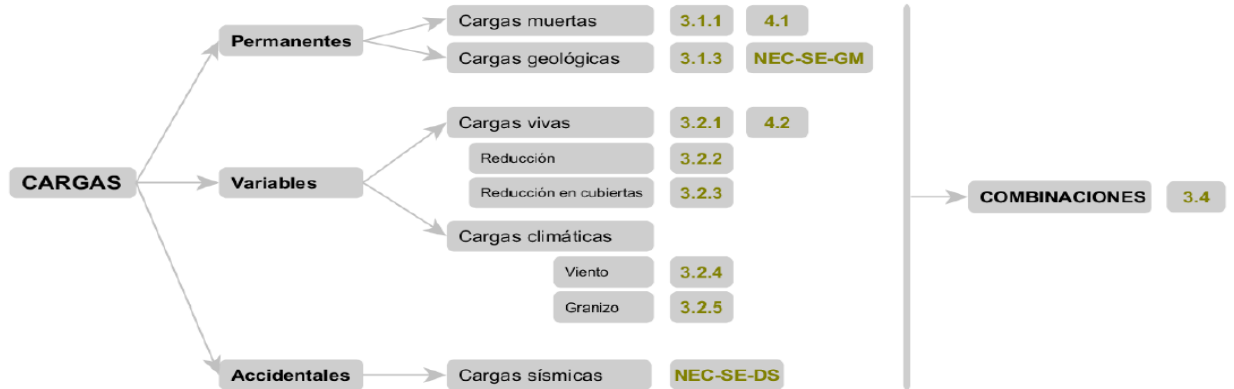 Cargas muertas 3.1.1 4.1
Permanentes
Cargas geológicas 3.1.3 NEC-SE-GM
Cargas vivas 3.2.1 4.2
Reducción 3.2.2
CARGAS Variables Reducción en cubiertas 3.2.3 COMBINACIONES 3.4
Cargas climáticas
Viento 3.2.4
Granizo 3.2.5
Accidentales Cargas sísmicas NEC-SE-DS